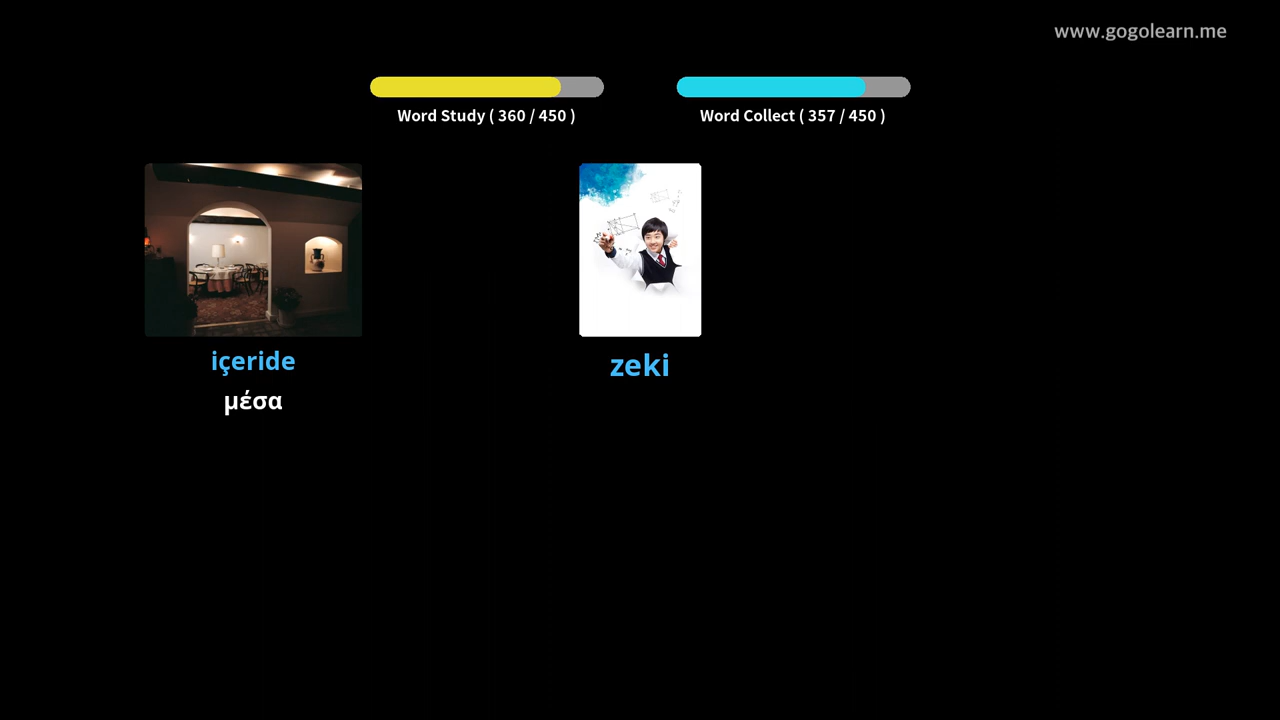 www.gogolearn.me
Word Study ( 360 / 450 )
Word Collect ( 357 / 450 )
içeride
μέσα
zeki